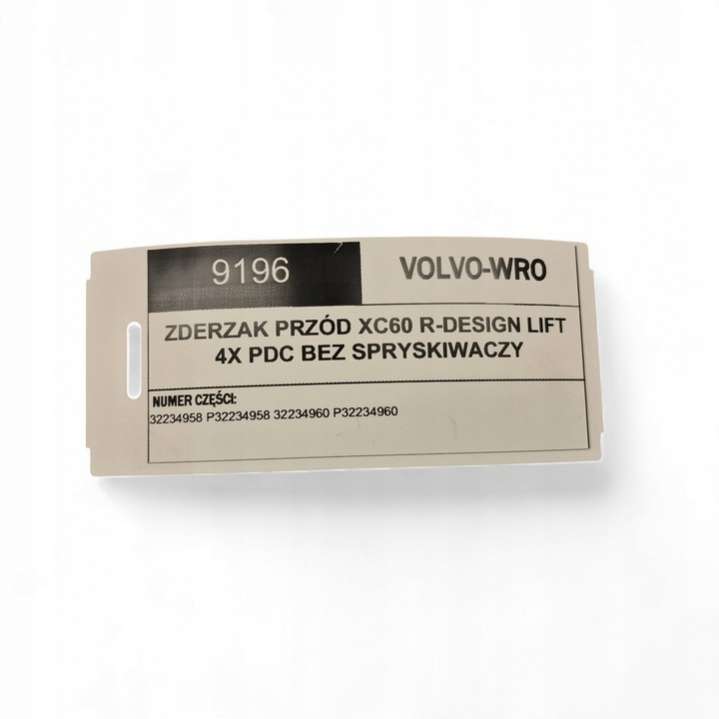 9196
VOLVO-WRO
ZDERZAK PRZÓD XC60 R-DESIGN LIFT
4X PDC BEZ SPRYSKIWACZY
NUMER CZĘŚCI:
32234958 P32234958 32234960 P32234960